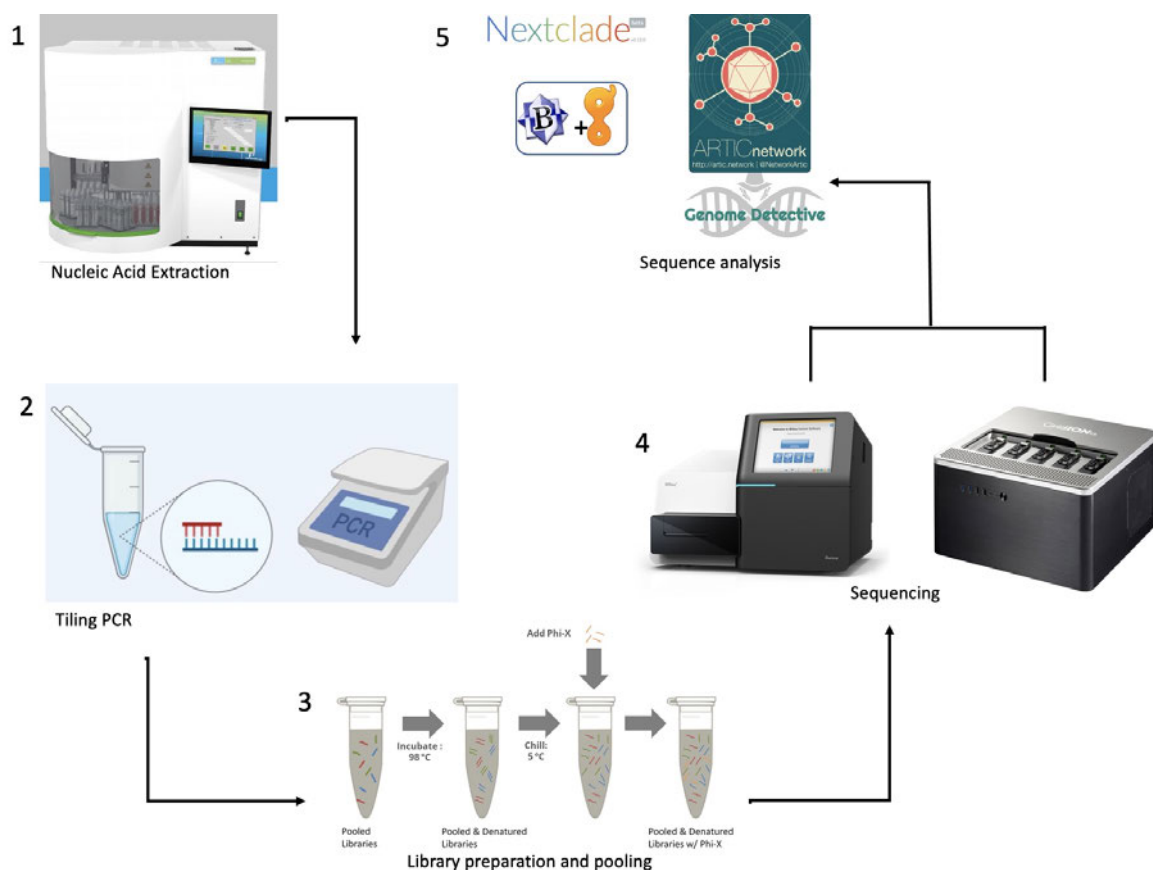 1
Nucleic Acid Extraction
2
PCR
Tiling PCR
3
Add Phi-X
Incubate :
98 °C
Chill:
5 °C
Pooled
Libraries
Pooled & Denatured
Libraries
Pooled & Denatured
Libraries w/ Phi-X
Library preparation and pooling
4
Sequencing
5
Nextclade
B
+
g
ARTICnetwork
http://artic.network | @NetworkArtic
Genome Detective
Sequence analysis